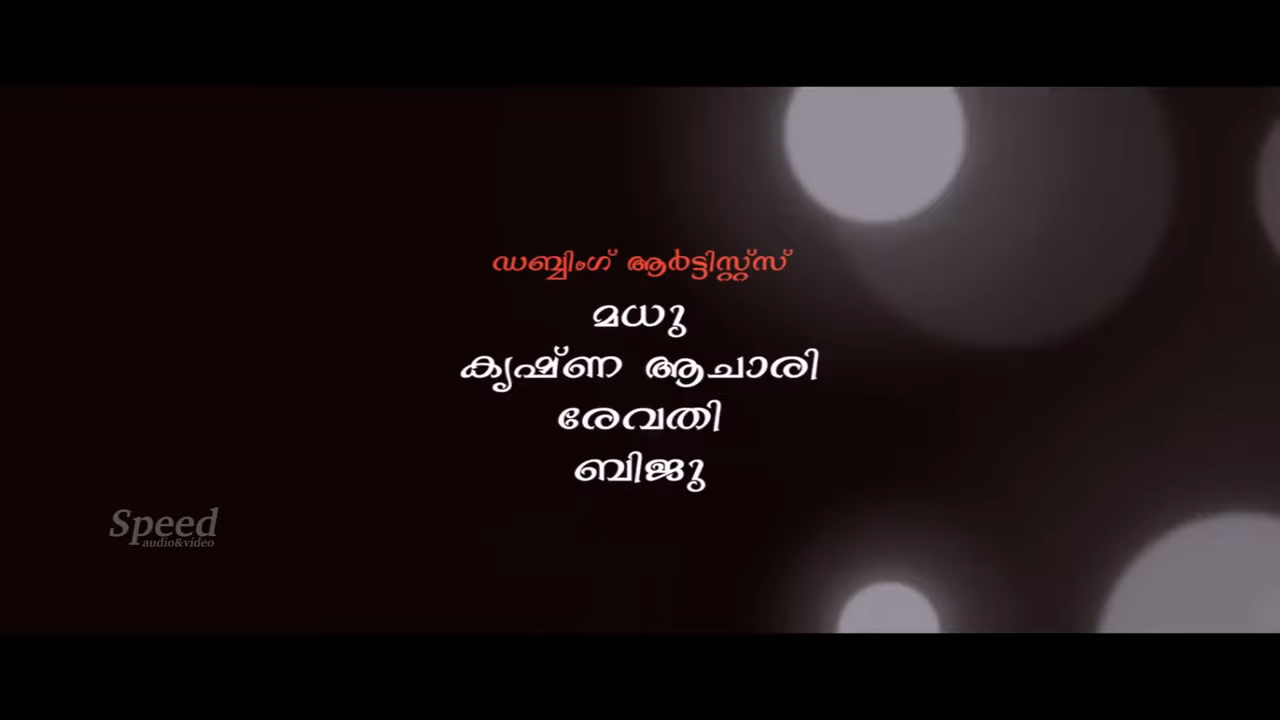 ഡബ്ബിംഗ് ആർട്ടിസ്റ്റ്സ്
മധു
കൃഷ്ണ ആചാരി
രേവതി
ബിജു
Speed
audio&video